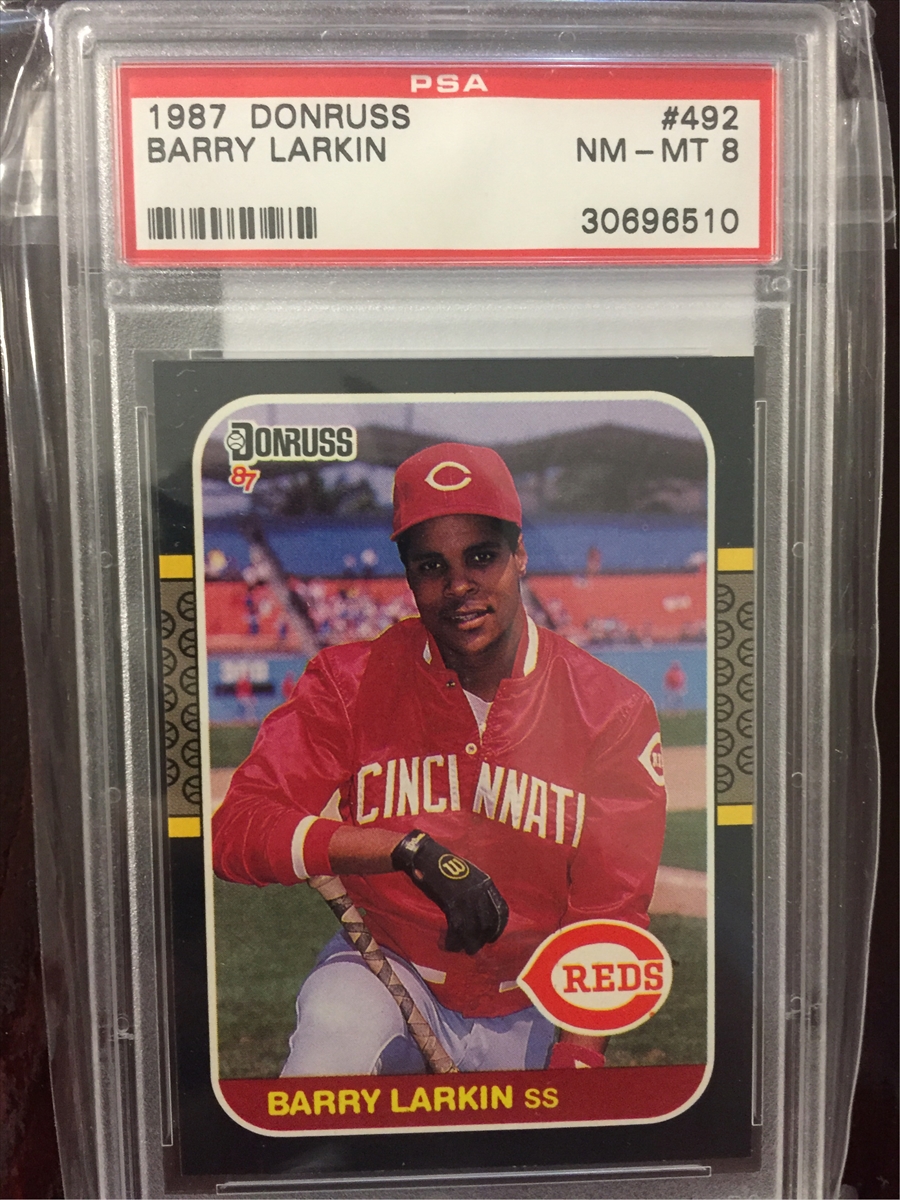 PSA
1987 DONRUSS #492
BARRY LARKIN NM-MT 8
30696510
DONRUSS
87
C
CINCINNATI
W
REDS
BARRY LARKIN SS